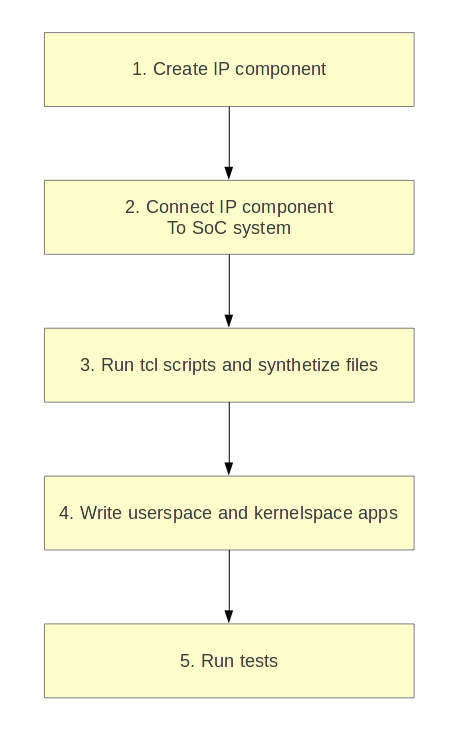 1. Create IP component
2. Connect IP component
To SoC system
3. Run tcl scripts and synthetize files
4. Write userspace and kernelspace apps
5. Run tests